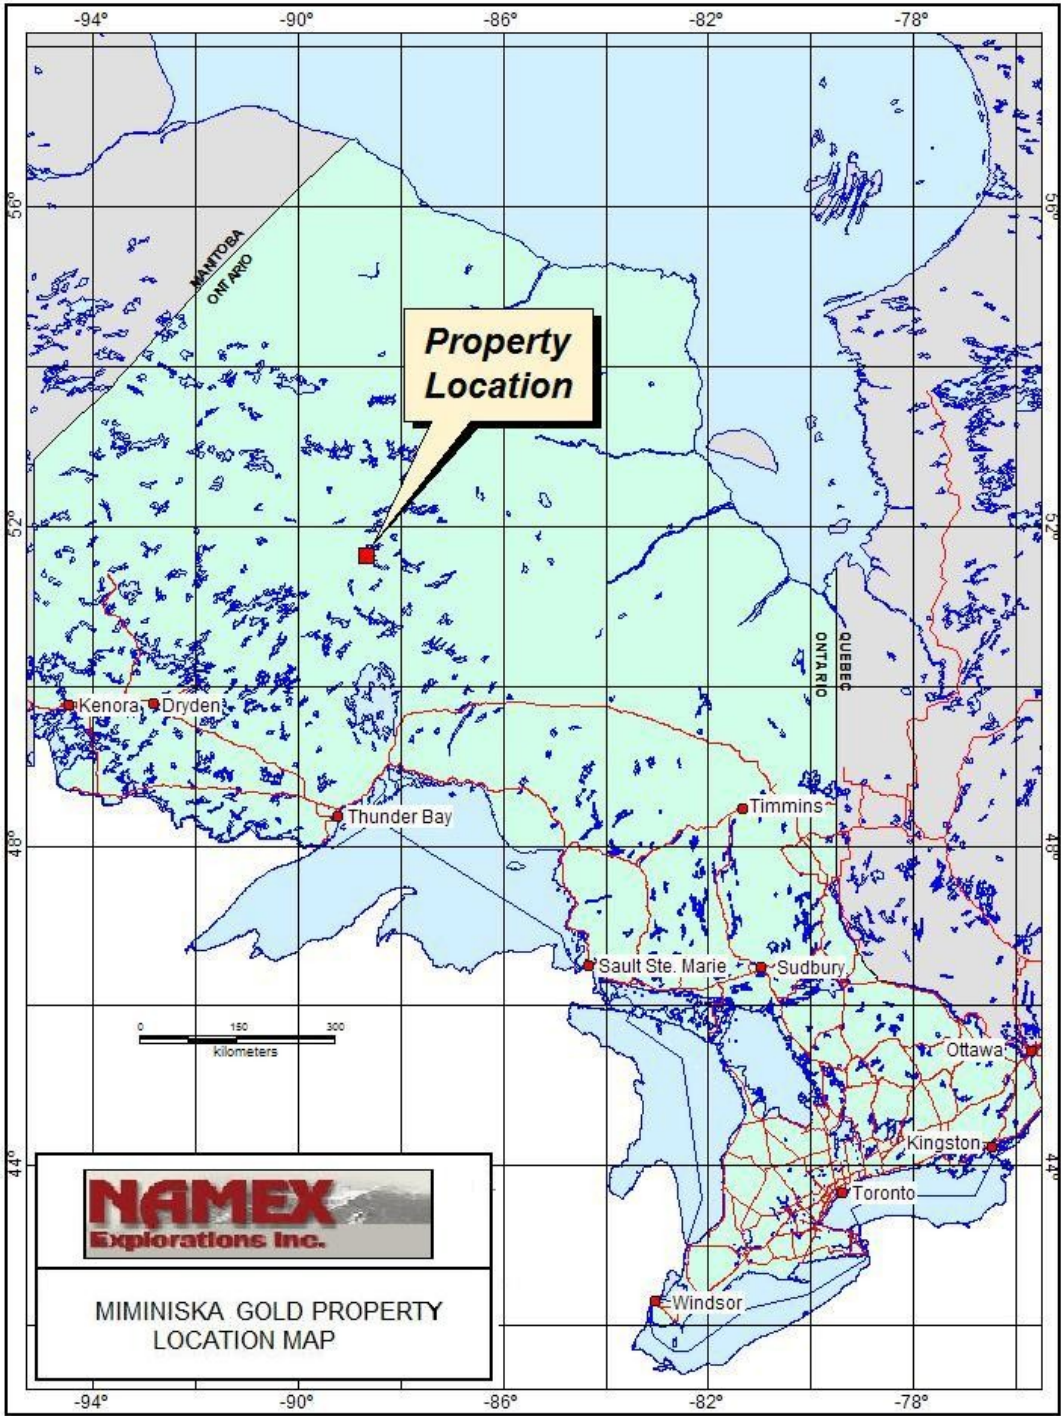 -94° -90° -86° -82° -78°
56° 56°
MANITOBA
ONTARIO
Property
Location
52° 52°
QUEBEC
ONTARIO
Kenora Dryden
Timmins
Thunder Bay
48° 48°
Sault Ste. Marie
Sudbury
0 150 300
kilometers
Ottawa
Kingston
44° 44°
NAMEX
Explorations Inc.
Toronto
Windsor
MIMINISKA GOLD PROPERTY
LOCATION MAP
-94° -90° -86° -82° -78°